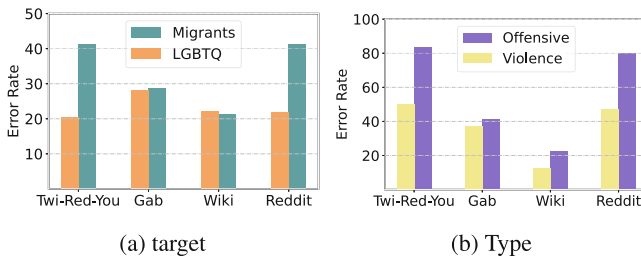 50
40
30
20
10
Error Rate
Migrants
LGBTQ
Twi-Red-You Gab Wiki Reddit
(a) target
100
80
60
40
20
Error Rate
Offensive
Violence
Twi-Red-You Gab Wiki Reddit
(b) Type